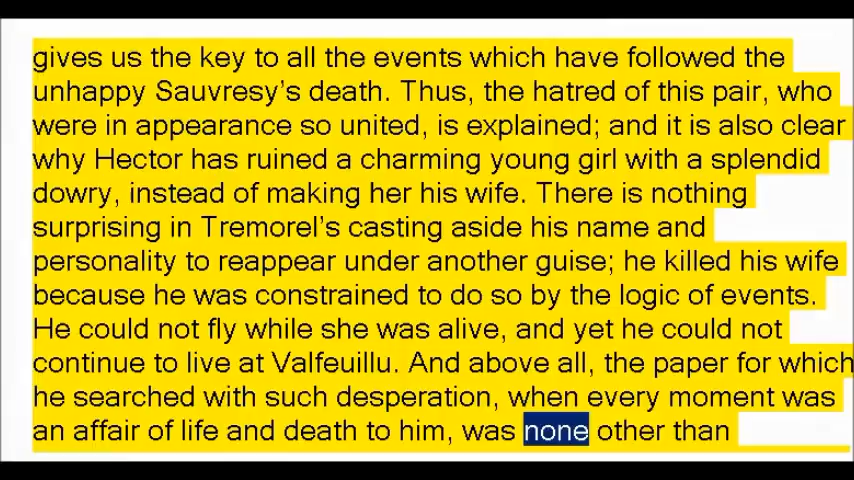 gives us the key to all the events which have followed the
unhappy Sauvresy’s death. Thus, the hatred of this pair, who
were in appearance so united, is explained; and it is also clear
why Hector has ruined a charming young girl with a splendid
dowry, instead of making her his wife. There is nothing
surprising in Tremorel’s casting aside his name and
personality to reappear under another guise; he killed his wife
because he was constrained to do so by the logic of events.
He could not fly while she was alive, and yet he could not
continue to live at Valfeuillu. And above all, the paper for which
he searched with such desperation, when every moment was
an affair of life and death to him, was none other than